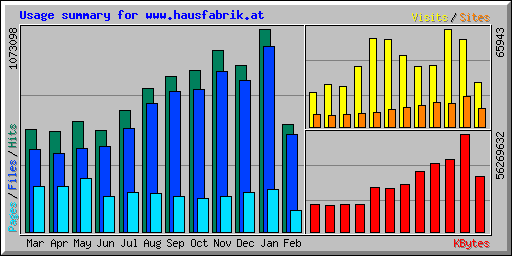 Usage summary for www.hausfabrik.at
Visits/Sites
1073098
65943
Pages/Files/Hits
56269632
Mar Apr May Jun Jul Aug Sep Oct Nov Dec Jan Feb
KBytes